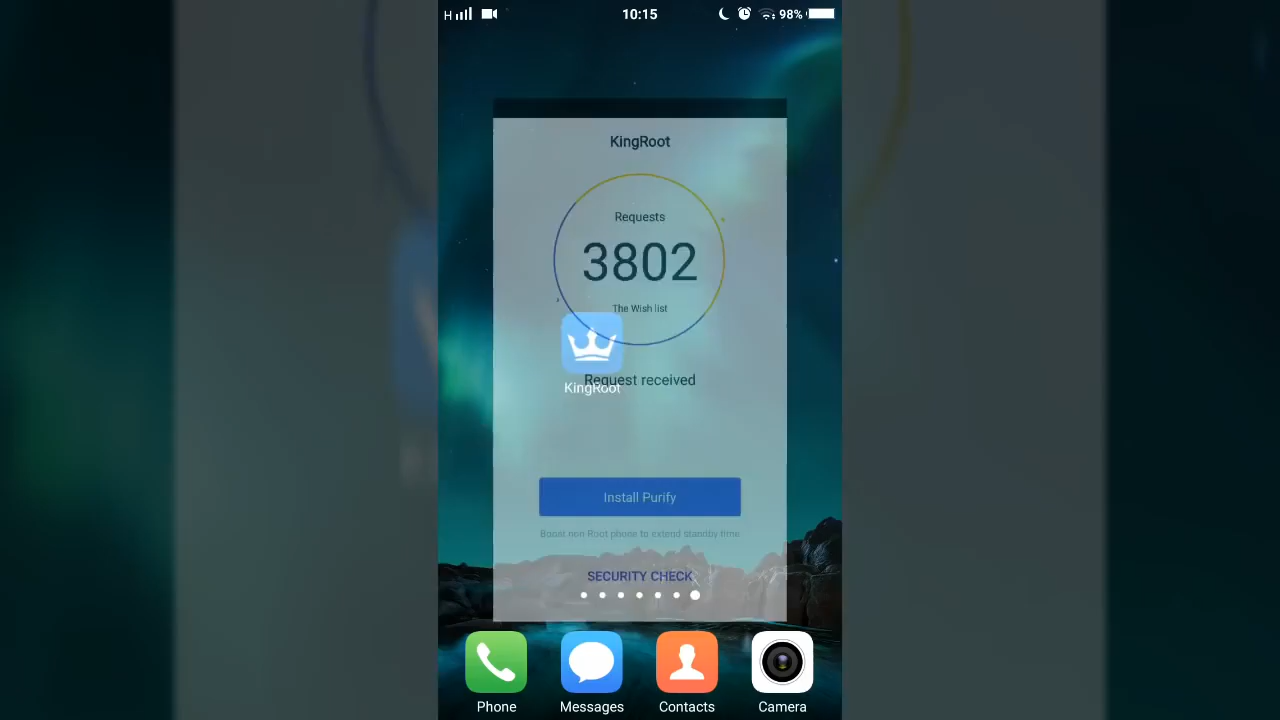 H
10:15
98%
KingRoot
Requests
3802
The Wish list
KingRoot
Request received
Install Purify
Boost non Root phone to extend standby time
SECURITY CHECK
Phone
Messages
Contacts
Camera